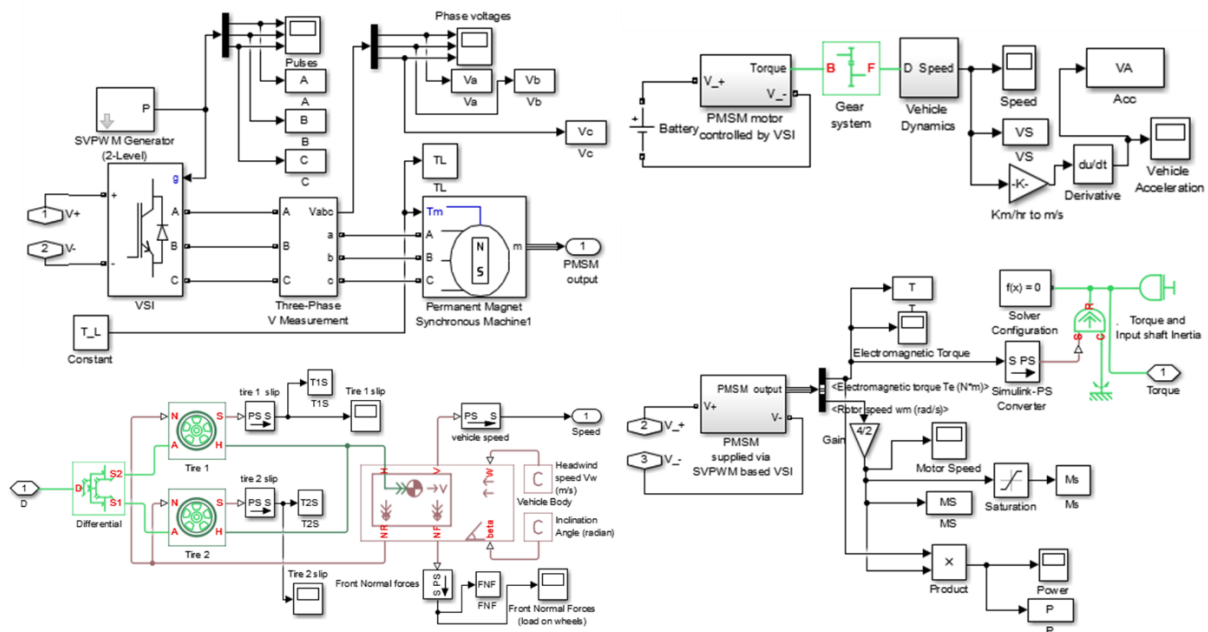 Phase voltages
Pulses
A
A
B
B
C
C
Va
Va
Vb
Vb
Vc
Vc
P
SVPWM Generator
(2-Level)
g
+
-
A
B
C
VSI
1
V+
2
V-
A
B
C
Vabc
a
b
c
Three-Phase
V Measurement
TL
TL
Tm
A
B
C
N
S
m
Permanent Magnet
Synchronous Machine1
1
PMSM
output
T_L
Constant
V_+
Torque
V_-
PMSM motor
controlled by VSI
+
Battery
B
F
Gear
system
D
Speed
Vehicle
Dynamics
Speed
VS
VS
VA
Acc
-K-
Km/hr to m/s
du/dt
Derivative
Vehicle
Acceleration
1
D
D
S2
S1
Differential
N
A
S
H
Tire 1
N
A
S
H
Tire 2
tire 1 slip
PS S
T1S
T1S
Tire 1 slip
tire 2 slip
PS S
T2S
T2S
Tire 2 slip
PS S
vehicle speed
1
Speed
H
V
W
NR
NF
beta
V
C
Headwind
speed Vw
(m/s)
Vehicle Body
C
Inclination
Angle (radian)
Front Normal forces
S PS
FNF
FNF
Front Normal Forces
(load on wheels)
T
T
Electromagnetic Torque
f(x) = 0
Solver
Configuration
S PS
Simulink-PS
Converter
R
S
C
Torque and
Input shaft Inertia
1
Torque
2
V_+
3
V_-
PMSM output
V+
V-
PMSM
supplied via
SVPWM based VSI
<Electromagnetic torque Te (N*m)>
<Rotor speed wm (rad/s)>
4/2
Gain
Motor Speed
MS
MS
Saturation
Ms
Ms
×
Product
Power
P
P